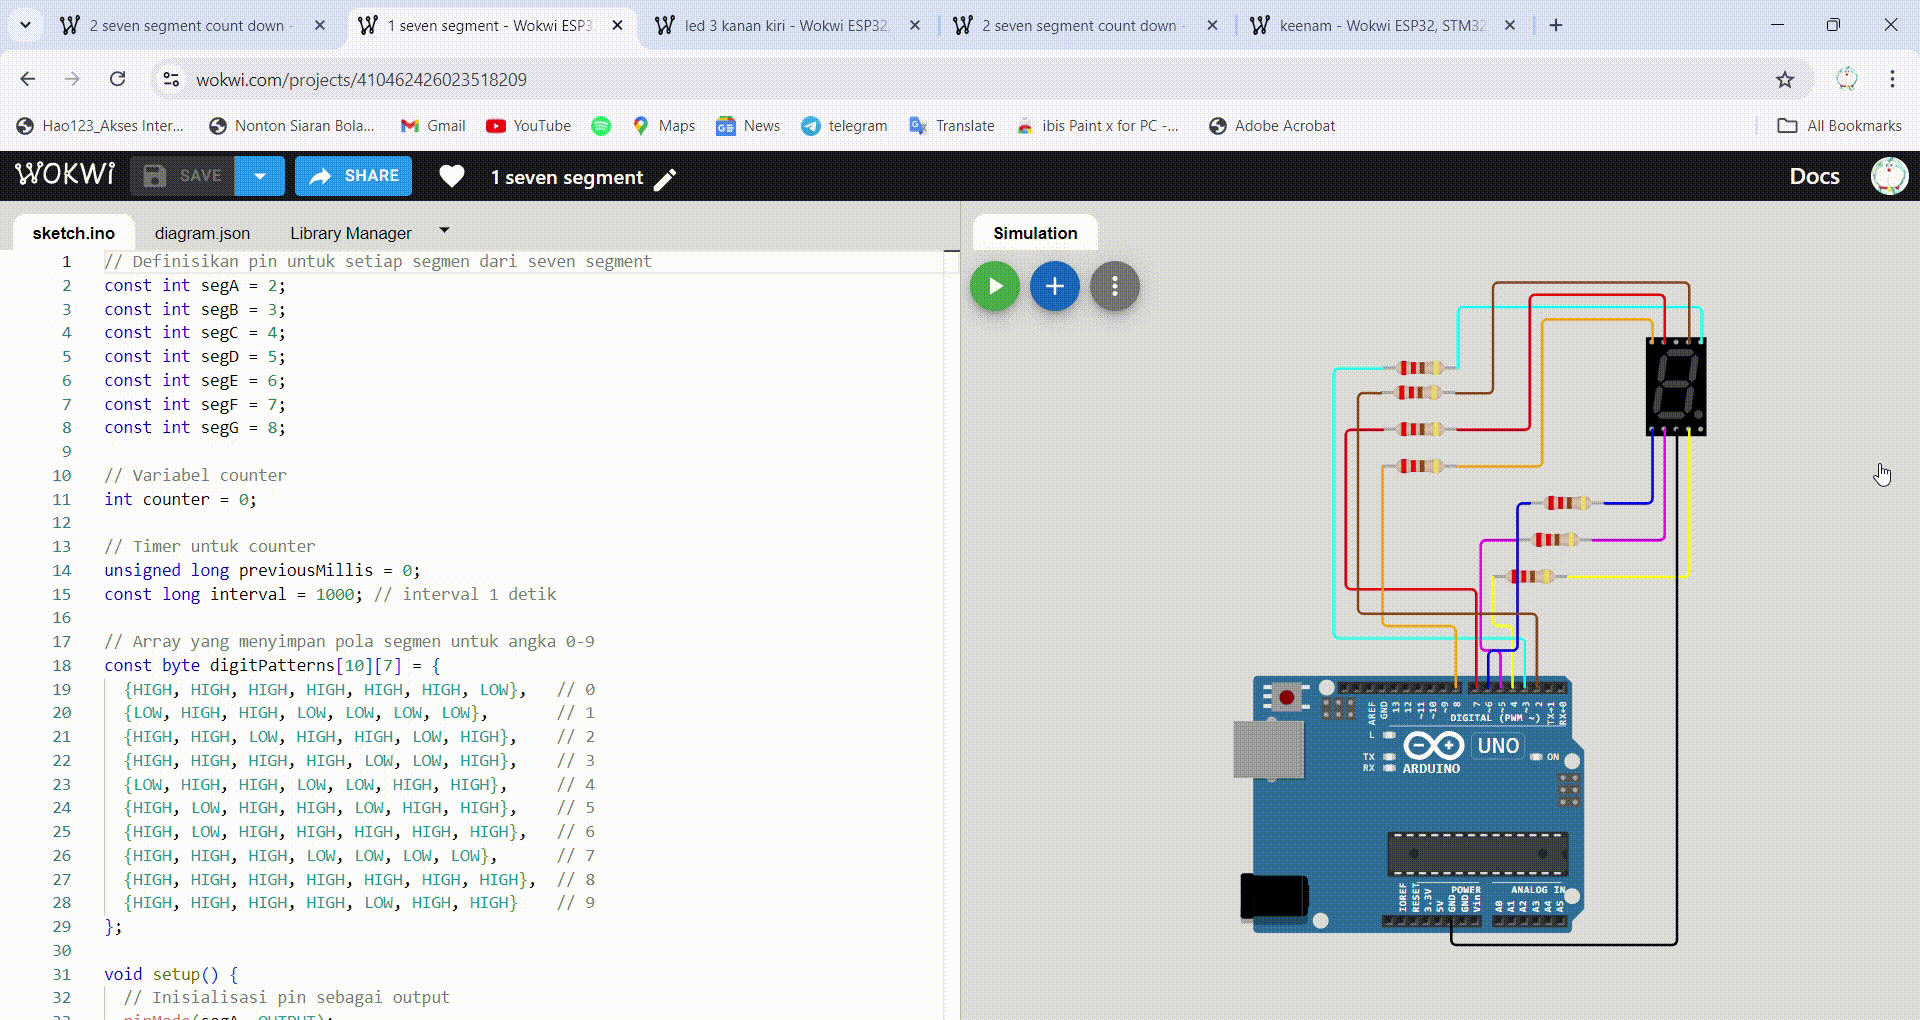 2 seven segment count down -
1 seven segment - Wokwi ESP3
led 3 kanan kiri - Wokwi ESP32,
2 seven segment count down -
keenam - Wokwi ESP32, STM32
wokwi.com/projects/410462426023518209
Hao123_Akses Inter...
Nonton Siaran Bola...
Gmail
YouTube
Maps
News
telegram
Translate
ibis Paint x for PC -...
Adobe Acrobat
All Bookmarks
WOKWi
SAVE
SHARE
1 seven segment
Docs
sketch.ino
diagram.json
Library Manager
Simulation
1 // Definisikan pin untuk setiap segmen dari seven segment
2 const int segA = 2;
3 const int segB = 3;
4 const int segC = 4;
5 const int segD = 5;
6 const int segE = 6;
7 const int segF = 7;
8 const int segG = 8;
9
10 // Variabel counter
11 int counter = 0;
12
13 // Timer untuk counter
14 unsigned long previousMillis = 0;
15 const long interval = 1000; // interval 1 detik
16
17 // Array yang menyimpan pola segmen untuk angka 0-9
18 const byte digitPatterns[10][7] = {
19 {HIGH, HIGH, HIGH, HIGH, HIGH, HIGH, LOW}, // 0
20 {LOW, HIGH, HIGH, LOW, LOW, LOW, LOW}, // 1
21 {HIGH, HIGH, LOW, HIGH, HIGH, LOW, HIGH}, // 2
22 {HIGH, HIGH, HIGH, HIGH, LOW, LOW, HIGH}, // 3
23 {LOW, HIGH, HIGH, LOW, LOW, HIGH, HIGH}, // 4
24 {HIGH, LOW, HIGH, HIGH, LOW, HIGH, HIGH}, // 5
25 {HIGH, LOW, HIGH, HIGH, HIGH, HIGH, HIGH}, // 6
26 {HIGH, HIGH, HIGH, LOW, LOW, LOW, LOW}, // 7
27 {HIGH, HIGH, HIGH, HIGH, HIGH, HIGH, HIGH}, // 8
28 {HIGH, HIGH, HIGH, HIGH, LOW, HIGH, HIGH} // 9
29 };
30
31 void setup() {
32 // Inisialisasi pin sebagai output
33 pinMode(segA, OUTPUT);
AREF
GND
13
12
~11
~10
~9
8
7
~6
~5
4
~3
2
TX→1
RX←0
DIGITAL (PWM ~)
L
TX
RX
ARDUINO
UNO
ON
IOREF
RESET
3.3V
5V
GND
GND
Vin
POWER
ANALOG IN
A0
A1
A2
A3
A4
A5